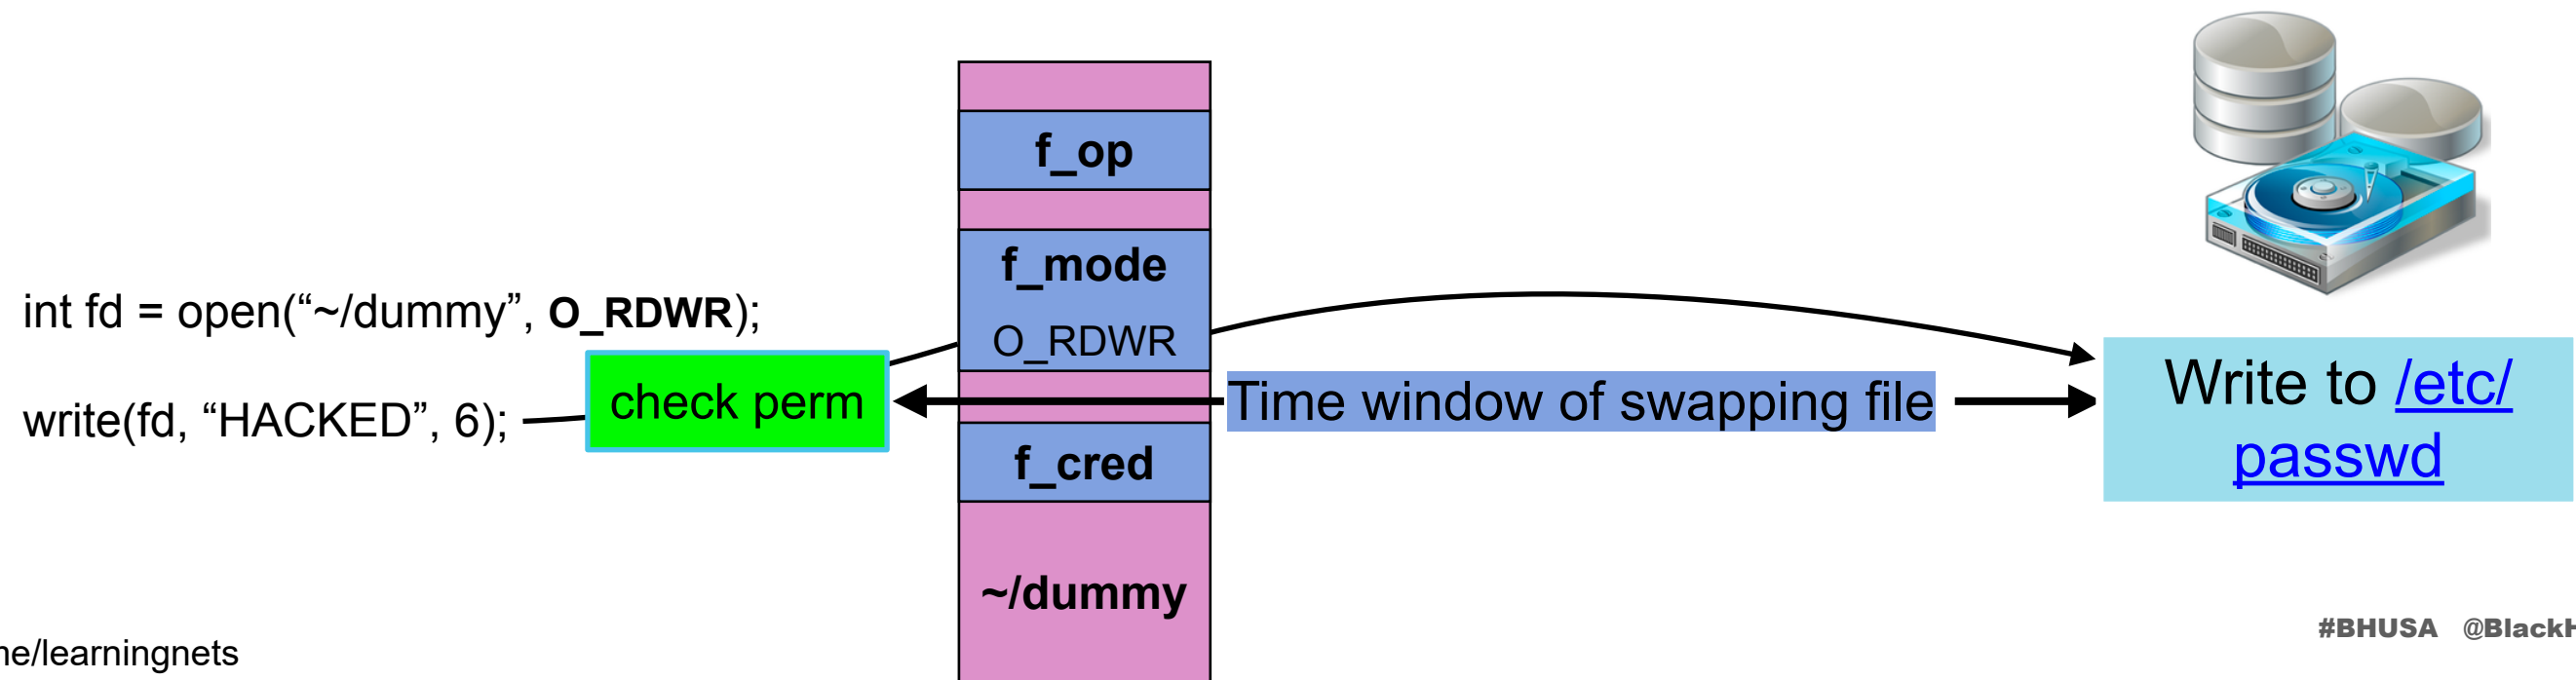 f_op
f_mode
O_RDWR
int fd = open(“~/dummy”, O_RDWR);
check perm
write(fd, “HACKED”, 6);
Time window of swapping file
Write to /etc/
passwd
f_cred
~/dummy
#BHUSA @BlackH
ne/learningnets